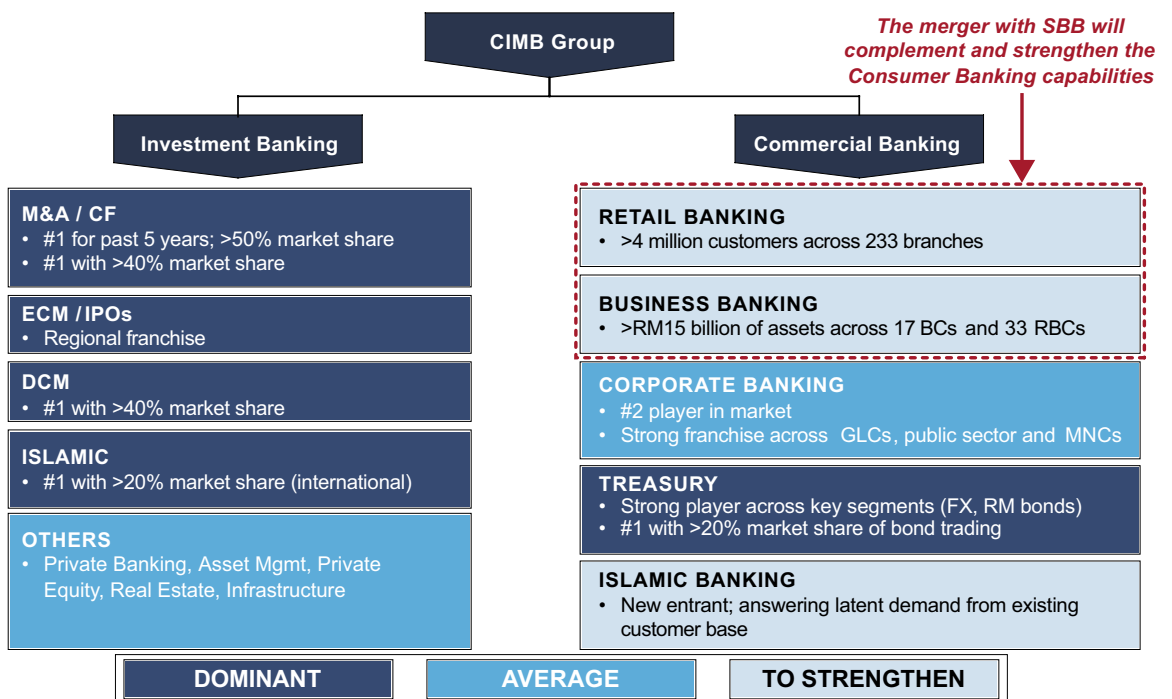 CIMB Group
The merger with SBB will
complement and strengthen the
Consumer Banking capabilities
Investment Banking
M&A / CF
• #1 for past 5 years; >50% market share
• #1 with >40% market share
ECM / IPOs
• Regional franchise
DCM
• #1 with >40% market share
ISLAMIC
• #1 with >20% market share (international)
OTHERS
• Private Banking, Asset Mgmt, Private
Equity, Real Estate, Infrastructure
Commercial Banking
RETAIL BANKING
• >4 million customers across 233 branches
BUSINESS BANKING
• >RM15 billion of assets across 17 BCs and 33 RBCs
CORPORATE BANKING
• #2 player in market
• Strong franchise across GLCs, public sector and MNCs
TREASURY
• Strong player across key segments (FX, RM bonds)
• #1 with >20% market share of bond trading
ISLAMIC BANKING
• New entrant; answering latent demand from existing
customer base
DOMINANT
AVERAGE
TO STRENGTHEN